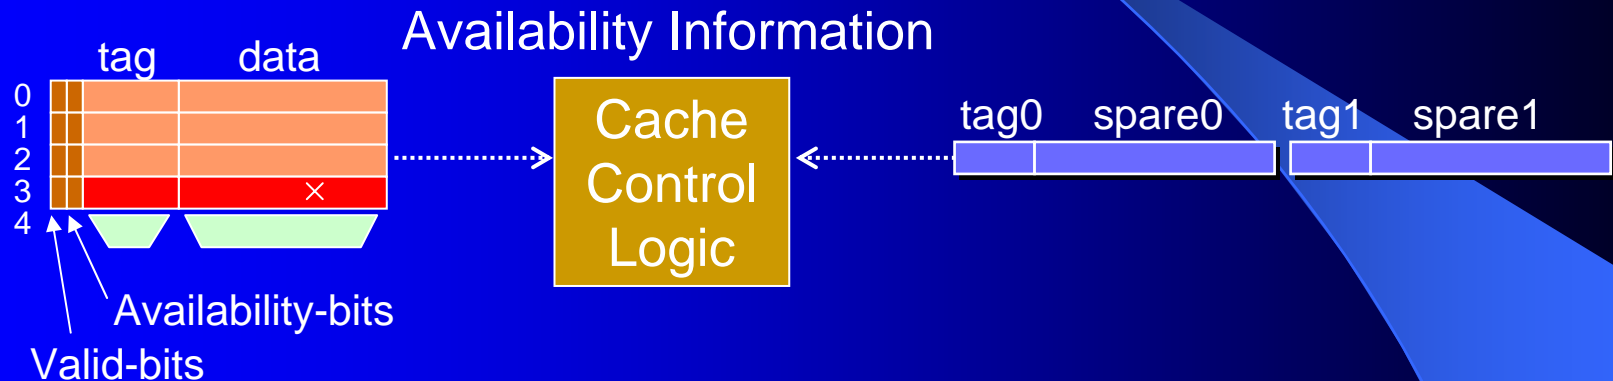 Availability Information
tag data
0
1
2
3
4
Cache
Control
Logic
tag0 spare0 tag1 spare1
Availability-bits
Valid-bits